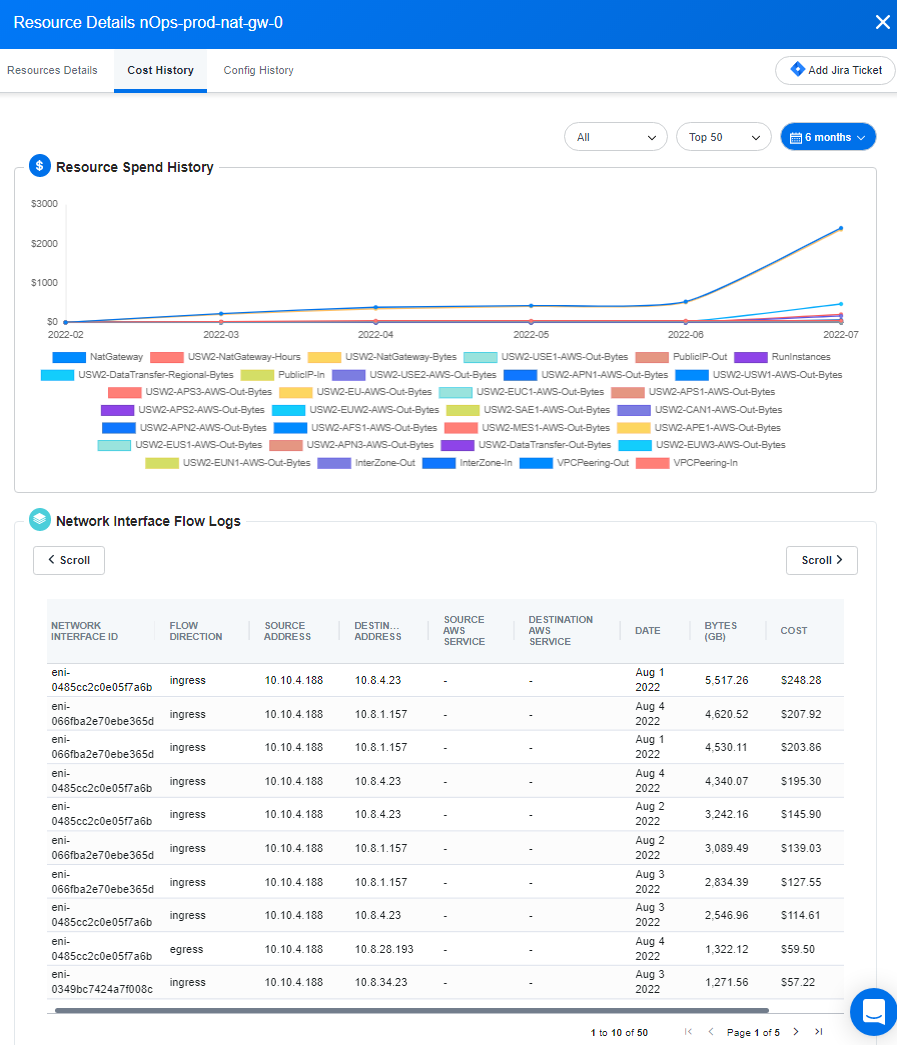 Resource Details nOps-prod-nat-gw-0
Resources Details Cost History Config History Add Jira Ticket
All Top 50 6 months
$ Resource Spend History
$3000
$2000
$1000
$0
2022-02 2022-03 2022-04 2022-05 2022-06 2022-07
NatGateway USW2-NatGateway-Hours USW2-NatGateway-Bytes USW2-USE1-AWS-Out-Bytes PublicIP-Out RunInstances
USW2-DataTransfer-Regional-Bytes PublicIP-In USW2-USE2-AWS-Out-Bytes USW2-APN1-AWS-Out-Bytes USW2-USW1-AWS-Out-Bytes
USW2-APS3-AWS-Out-Bytes USW2-EU-AWS-Out-Bytes USW2-EUC1-AWS-Out-Bytes USW2-APS1-AWS-Out-Bytes
USW2-APS2-AWS-Out-Bytes USW2-EUW2-AWS-Out-Bytes USW2-SAE1-AWS-Out-Bytes USW2-CAN1-AWS-Out-Bytes
USW2-APN2-AWS-Out-Bytes USW2-AFS1-AWS-Out-Bytes USW2-MES1-AWS-Out-Bytes USW2-APE1-AWS-Out-Bytes
USW2-EUS1-AWS-Out-Bytes USW2-APN3-AWS-Out-Bytes USW2-DataTransfer-Out-Bytes USW2-EUW3-AWS-Out-Bytes
USW2-EUN1-AWS-Out-Bytes InterZone-Out InterZone-In VPCPeering-Out VPCPeering-In
Network Interface Flow Logs
Scroll Scroll
NETWORK INTERFACE ID FLOW DIRECTION SOURCE ADDRESS DESTIN... ADDRESS SOURCE AWS SERVICE DESTINATION AWS SERVICE DATE BYTES (GB) COST
eni-0485cc2c0e05f7a6b ingress 10.10.4.188 10.8.4.23 - - Aug 1 2022 5,517.26 $248.28
eni-066fba2e70ebe365d ingress 10.10.4.188 10.8.1.157 - - Aug 4 2022 4,620.52 $207.92
eni-066fba2e70ebe365d ingress 10.10.4.188 10.8.1.157 - - Aug 1 2022 4,530.11 $203.86
eni-0485cc2c0e05f7a6b ingress 10.10.4.188 10.8.4.23 - - Aug 4 2022 4,340.07 $195.30
eni-0485cc2c0e05f7a6b ingress 10.10.4.188 10.8.4.23 - - Aug 2 2022 3,242.16 $145.90
eni-066fba2e70ebe365d ingress 10.10.4.188 10.8.1.157 - - Aug 2 2022 3,089.49 $139.03
eni-066fba2e70ebe365d ingress 10.10.4.188 10.8.1.157 - - Aug 3 2022 2,834.39 $127.55
eni-0485cc2c0e05f7a6b ingress 10.10.4.188 10.8.4.23 - - Aug 3 2022 2,546.96 $114.61
eni-0485cc2c0e05f7a6b egress 10.10.4.188 10.8.28.193 - - Aug 4 2022 1,322.12 $59.50
eni-0349bc7424a7f008c ingress 10.10.4.188 10.8.34.23 - - Aug 3 2022 1,271.56 $57.22
1 to 10 of 50 Page 1 of 5